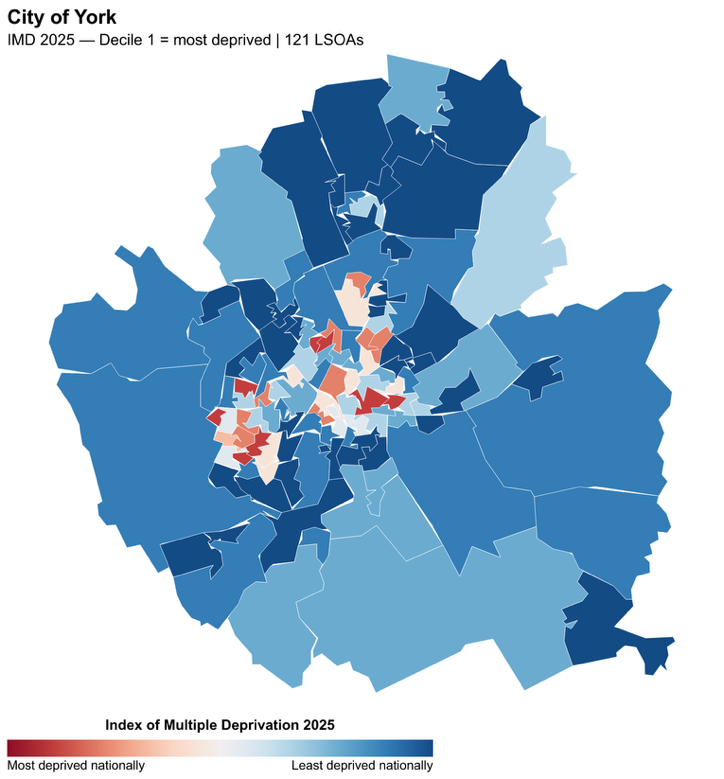 City of York
IMD 2025 — Decile 1 = most deprived | 121 LSOAs
Index of Multiple Deprivation 2025
Most deprived nationally
Least deprived nationally